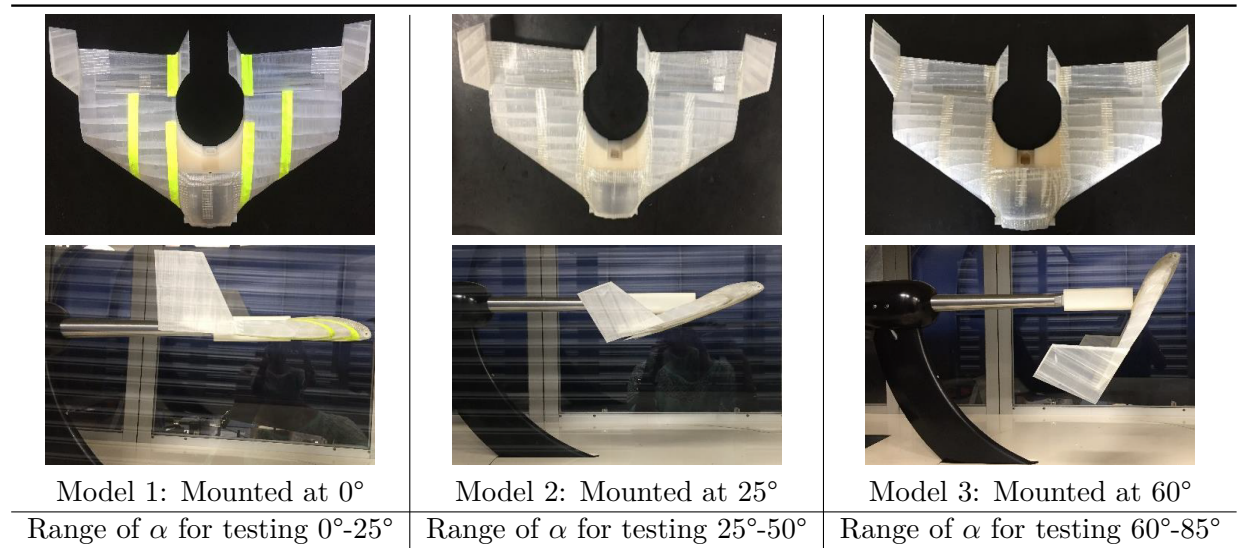 Model 1: Mounted at 0°
Model 2: Mounted at 25°
Model 3: Mounted at 60°
Range of α for testing 0°-25°
Range of α for testing 25°-50°
Range of α for testing 60°-85°